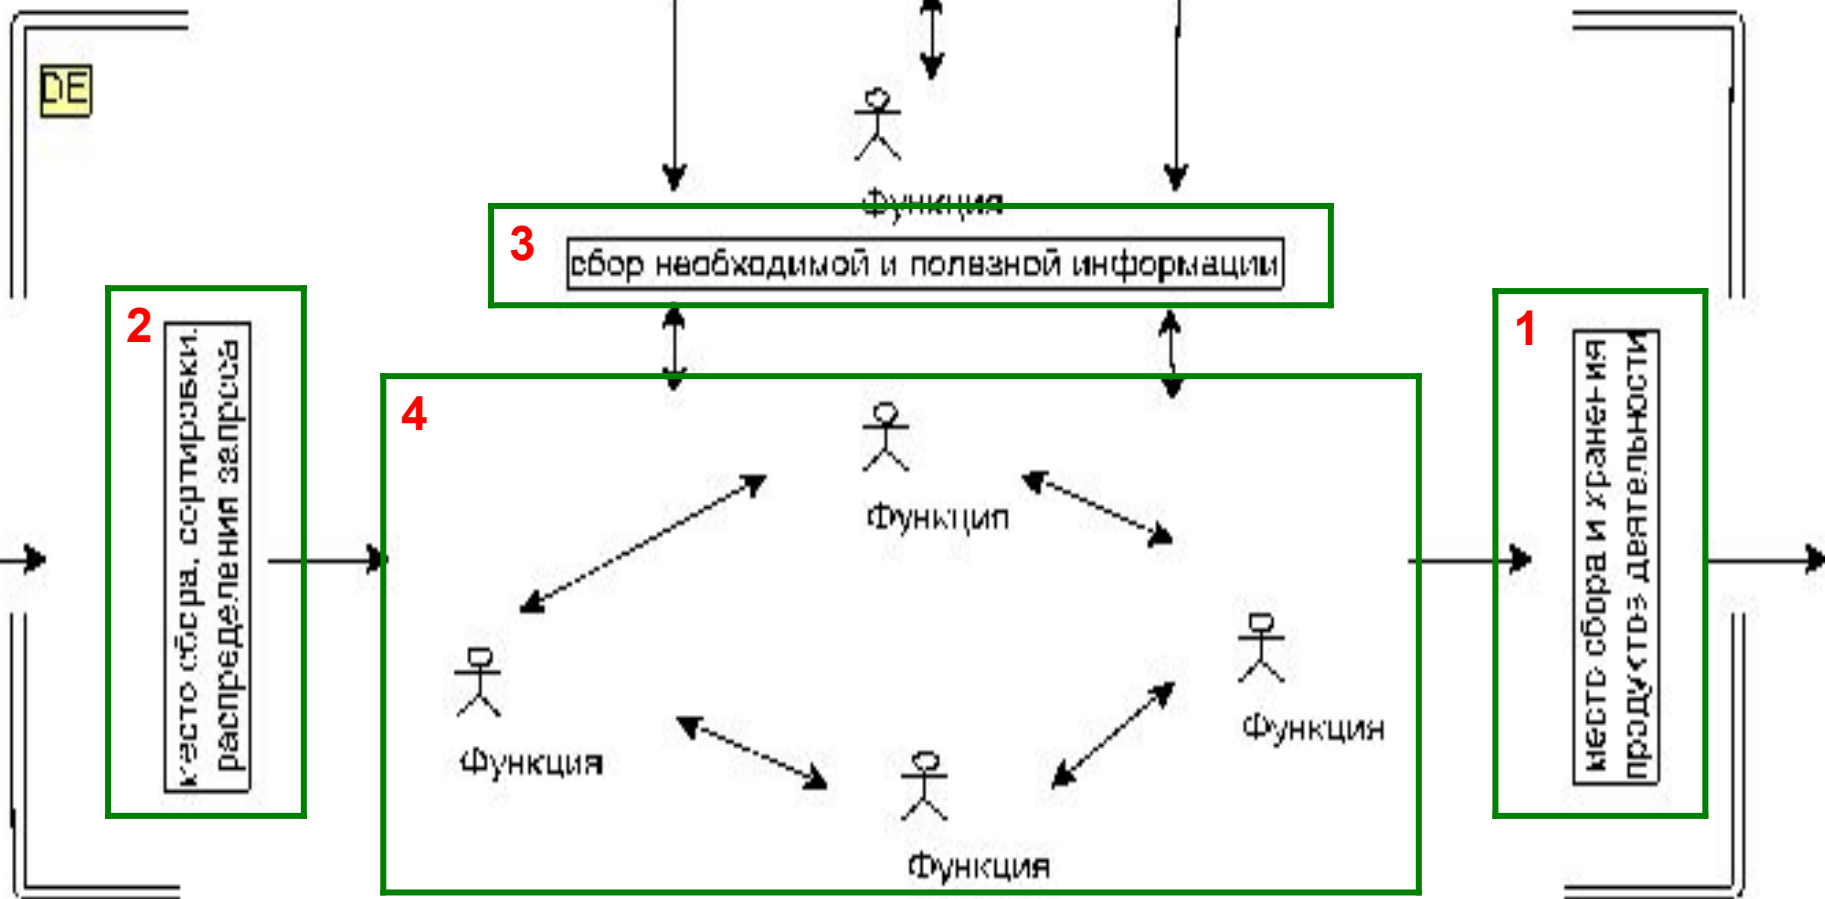 DE
Функция
3
сбор необходимой и полезной информации
2
место сбора, сортировки,
распределения запроса
1
место сбора и хранения
продуктов деятельности
4
Функция
Функция
Функция
Функция